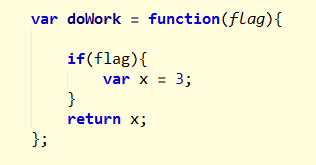 var doWork = function(flag){
if(flag){
var x = 3;
}
return x;
};